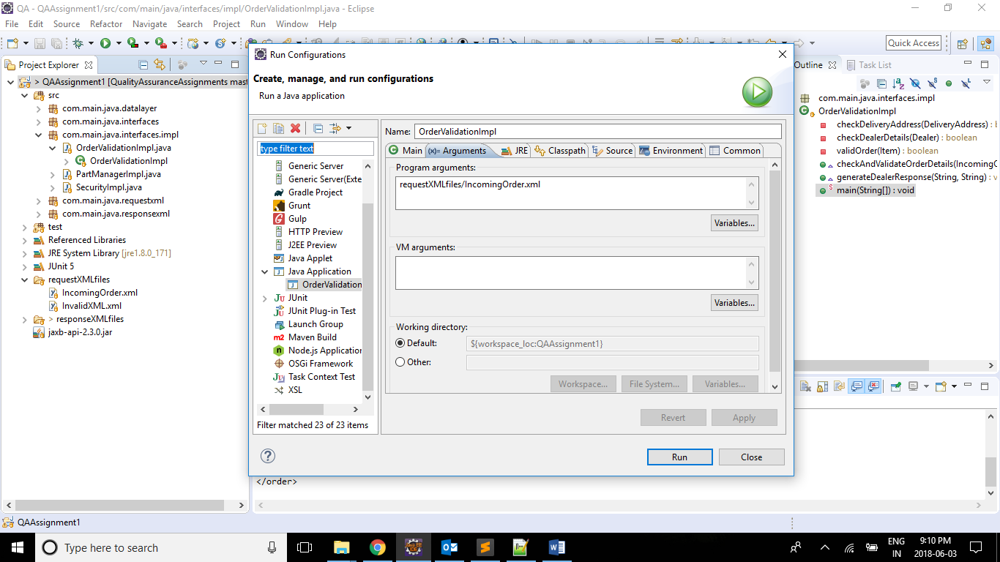 QA - QAAssignment1/src/com/main/java/interfaces/impl/OrderValidationImpl.java - Eclipse
File Edit Source Refactor Navigate Search Project Run Window Help
Quick Access
Project Explorer
> QAAssignment1 [QualityAssuranceAssignments mast
src
com.main.java.datalayer
com.main.java.interfaces
com.main.java.interfaces.impl
OrderValidationImpl.java
OrderValidationImpl
PartManagerImpl.java
SecurityImpl.java
com.main.java.requestxml
com.main.java.responsexml
test
Referenced Libraries
JRE System Library [jre1.8.0_171]
JUnit 5
requestXMLfiles
IncomingOrder.xml
InvalidXML.xml
> responseXMLfiles
jaxb-api-2.3.0.jar
Run Configurations
Create, manage, and run configurations
Run a Java application
type filter text
Generic Server
Generic Server(Exte
Gradle Project
Grunt
Gulp
HTTP Preview
J2EE Preview
Java Applet
Java Application
OrderValidation
JUnit
JUnit Plug-in Test
Launch Group
Maven Build
Node.js Application
OSGi Framework
Task Context Test
XSL
Filter matched 23 of 23 items
Name: OrderValidationImpl
Main (x)= Arguments JRE Classpath Source Environment Common
Program arguments:
requestXMLfiles/IncomingOrder.xml
Variables...
VM arguments:
Variables...
Working directory:
Default: ${workspace_loc:QAAssignment1}
Other:
Workspace... File System... Variables...
Revert Apply
Run Close
Outline Task List
com.main.java.interfaces.impl
OrderValidationImpl
checkDeliveryAddress(DeliveryAddress) : b
checkDealerDetails(Dealer) : boolean
validOrder(Item) : boolean
checkAndValidateOrderDetails(IncomingO
generateDealerResponse(String, String) : v
main(String[]) : void
</order>
QAAssignment1
Type here to search
ENG
IN
9:10 PM
2018-06-03